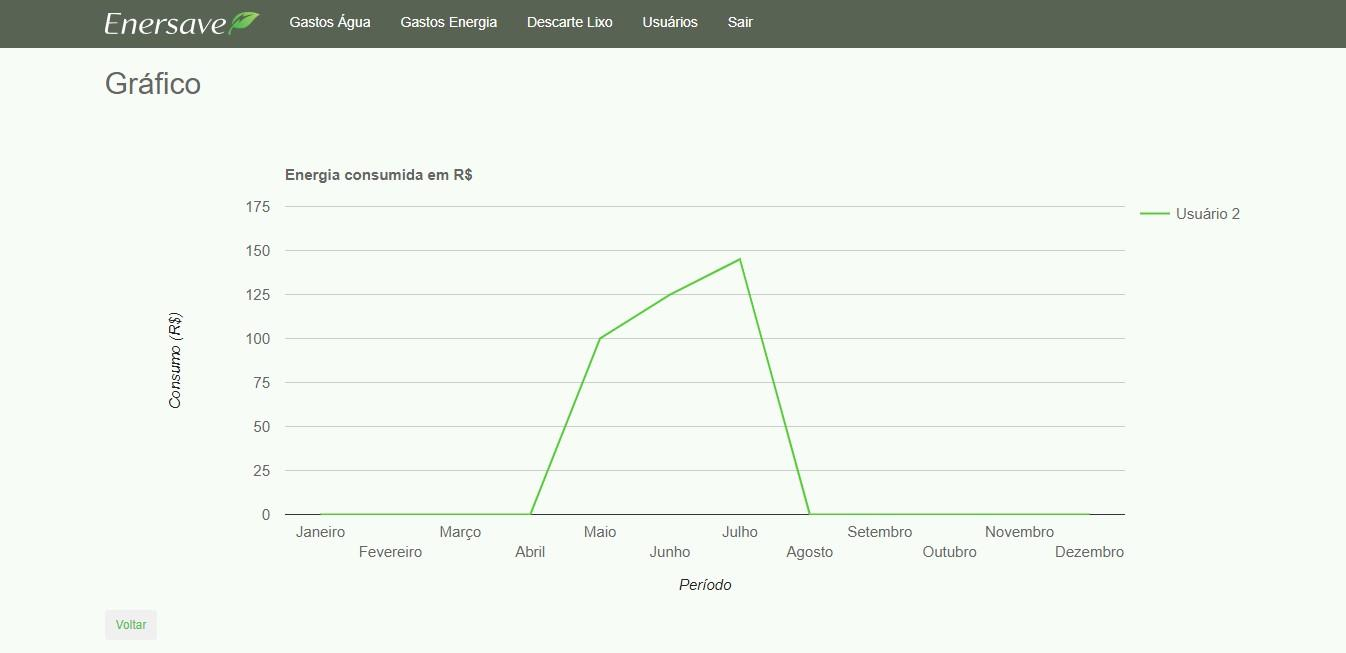 Enersave
Gastos Água
Gastos Energia
Descarte Lixo
Usuários
Sair
Gráfico
Energia consumida em R$
175
150
125
100
75
50
25
0
Consumo (R$)
Usuário 2
Janeiro
Fevereiro
Março
Abril
Maio
Junho
Julho
Agosto
Setembro
Outubro
Novembro
Dezembro
Período
Voltar